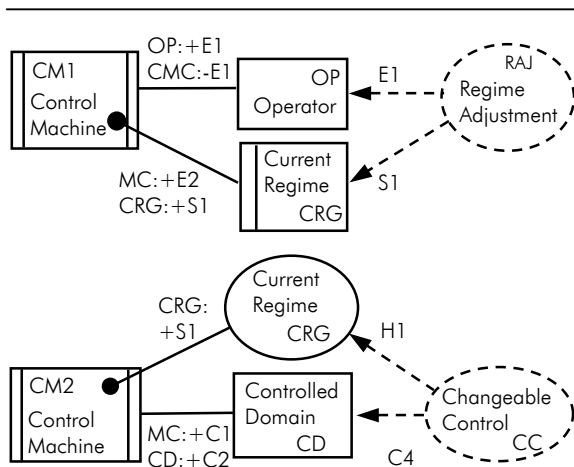 OP:+E1
CMC:-E1
CM1
Control
Machine
OP
Operator
E1
RAJ
Regime
Adjustment
MC:+E2
CRG:+S1
Current
Regime
CRG
S1
CRG:
+S1
Current
Regime
CRG
H1
CM2
Control
Machine
MC:+C1
CD:+C2
Controlled
Domain
CD
C4
Changeable
Control
CC